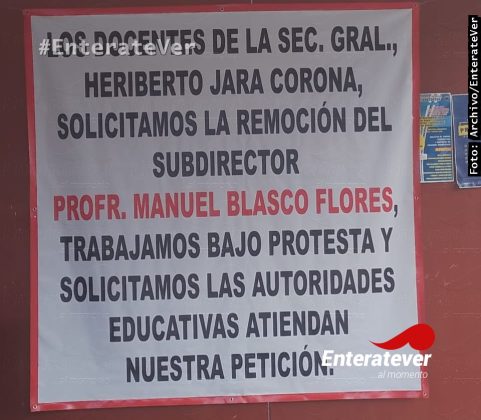 #EnterateVer
LOS DOCENTES DE LA SEC. GRAL.,
HERIBERTO JARA CORONA,
SOLICITAMOS LA REMOCIÓN DEL
SUBDIRECTOR
PROFR. MANUEL BLASCO FLORES,
TRABAJAMOS BAJO PROTESTA Y
SOLICITAMOS LAS AUTORIDADES
EDUCATIVAS ATIENDAN
NUESTRA PETICIÓN.
Enteratever
al momento
Foto: Archivo/EnterateVer